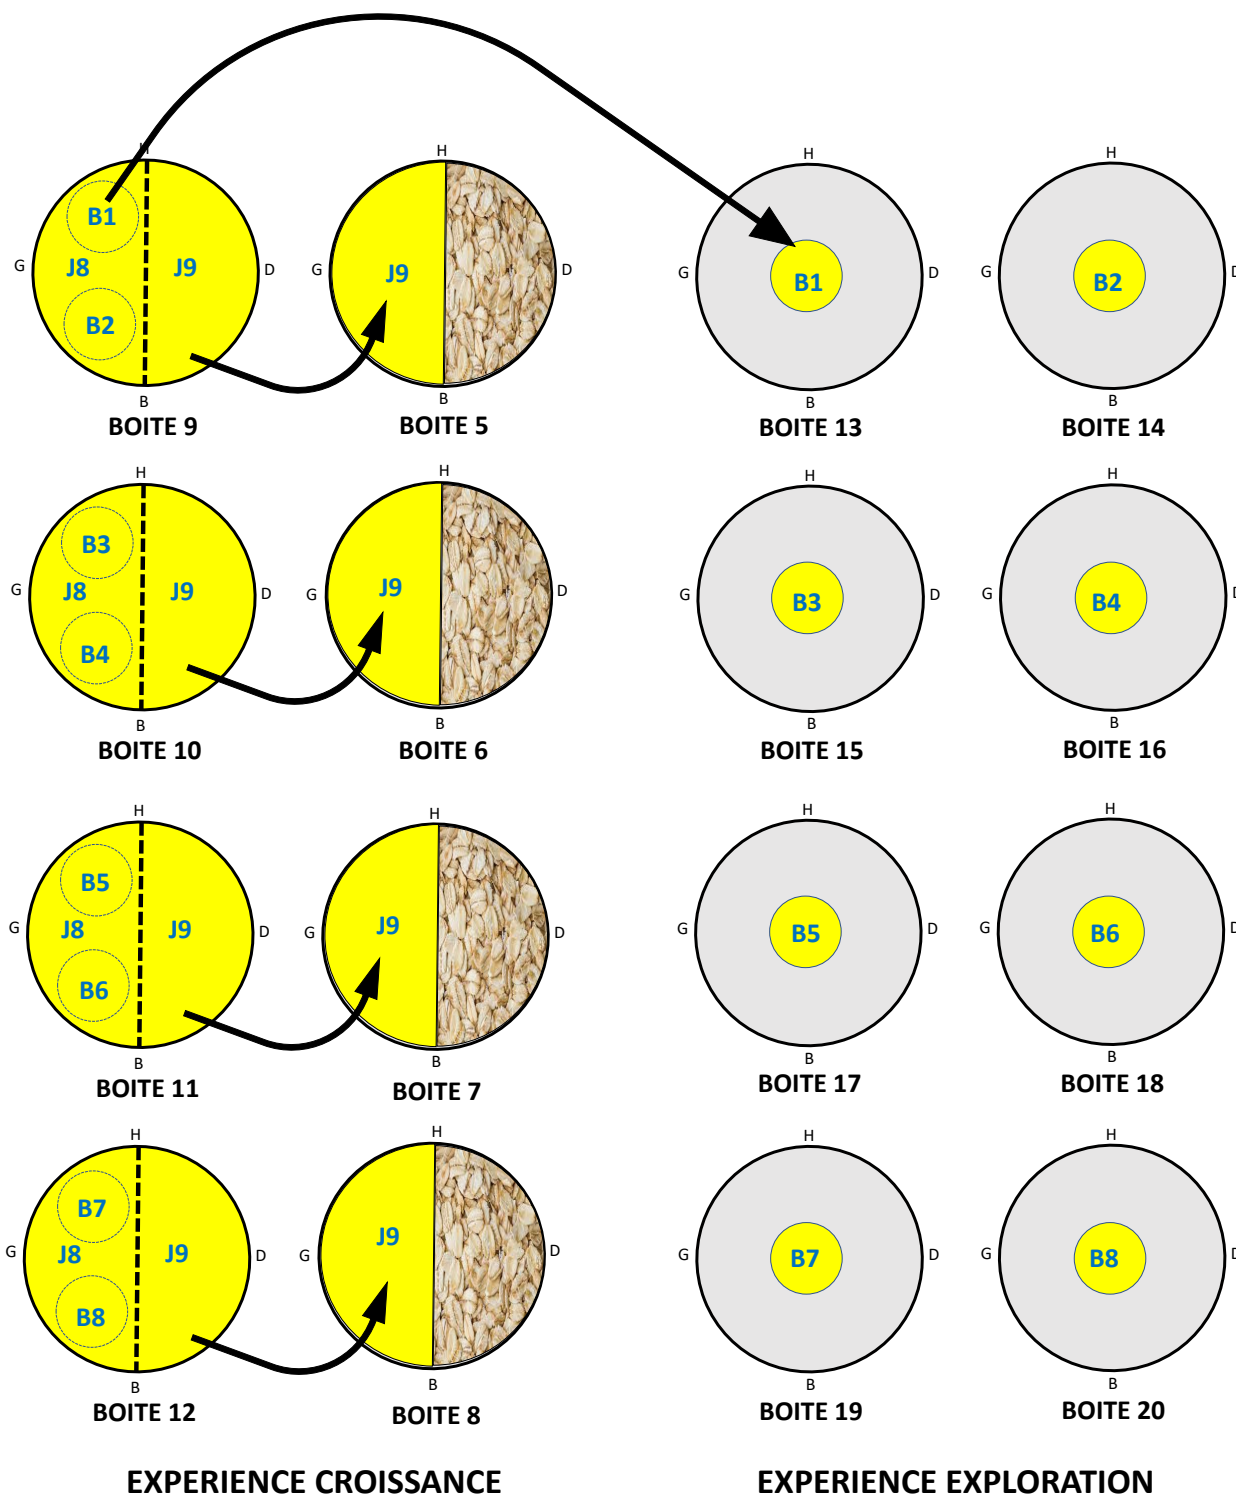 H H H H
B1 G J8 J9 D G J9 D G B1 D G B2 D
B2
B B B B
BOITE 9 BOITE 5 BOITE 13 BOITE 14
H H H H
B3 G J8 J9 D G J9 D G B3 D G B4 D
B4
B B B B
BOITE 10 BOITE 6 BOITE 15 BOITE 16
H H H H
B5 G J8 J9 D G J9 D G B5 D G B6 D
B6
B B B B
BOITE 11 BOITE 7 BOITE 17 BOITE 18
H H H H
B7 G J8 J9 D G J9 D G B7 D G B8 D
B8
B B B B
BOITE 12 BOITE 8 BOITE 19 BOITE 20
EXPERIENCE CROISSANCE EXPERIENCE EXPLORATION